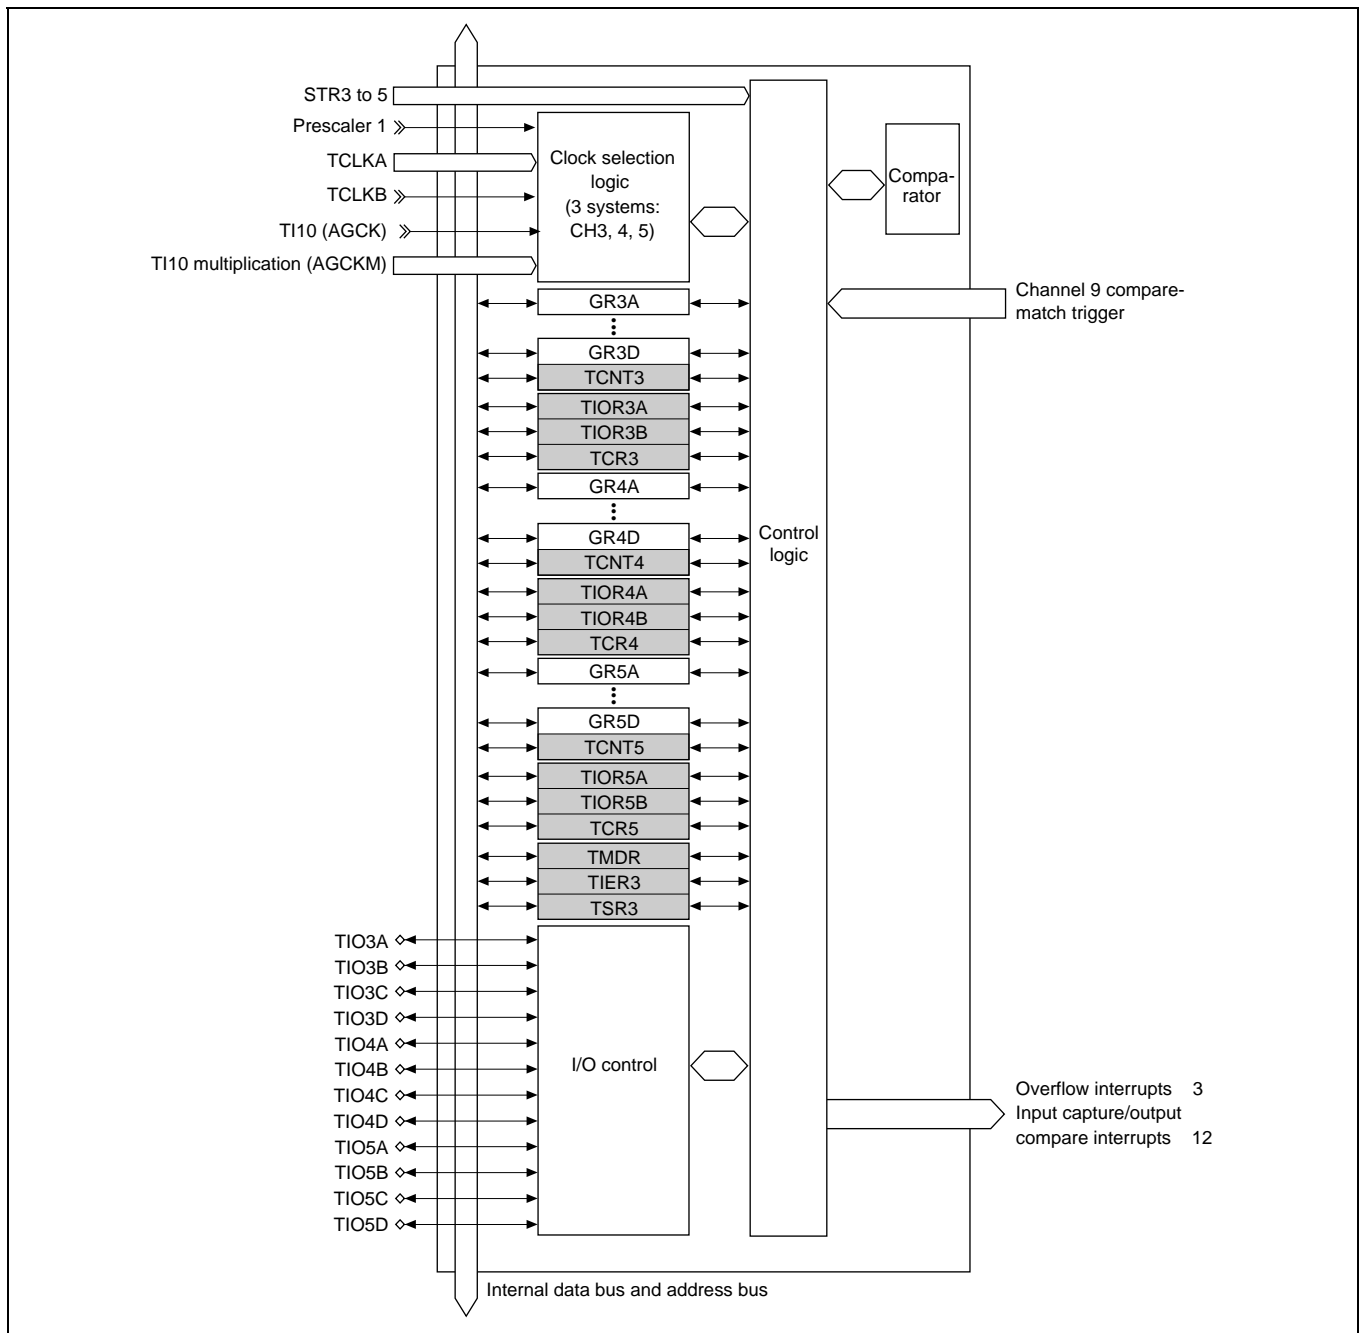 STR3 to 5
Prescaler 1
TCLKA
TCLKB
TI10 (AGCK)
TI10 multiplication (AGCKM)
Clock selection
logic
(3 systems:
CH3, 4, 5)
Compa-
rator
Channel 9 compare-
match trigger
GR3A
GR3D
TCNT3
TIOR3A
TIOR3B
TCR3
GR4A
GR4D
TCNT4
TIOR4A
TIOR4B
TCR4
GR5A
GR5D
TCNT5
TIOR5A
TIOR5B
TCR5
TMDR
TIER3
TSR3
Control
logic
TIO3A
TIO3B
TIO3C
TIO3D
TIO4A
TIO4B
TIO4C
TIO4D
TIO5A
TIO5B
TIO5C
TIO5D
I/O control
Overflow interrupts 3
Input capture/output
compare interrupts 12
Internal data bus and address bus